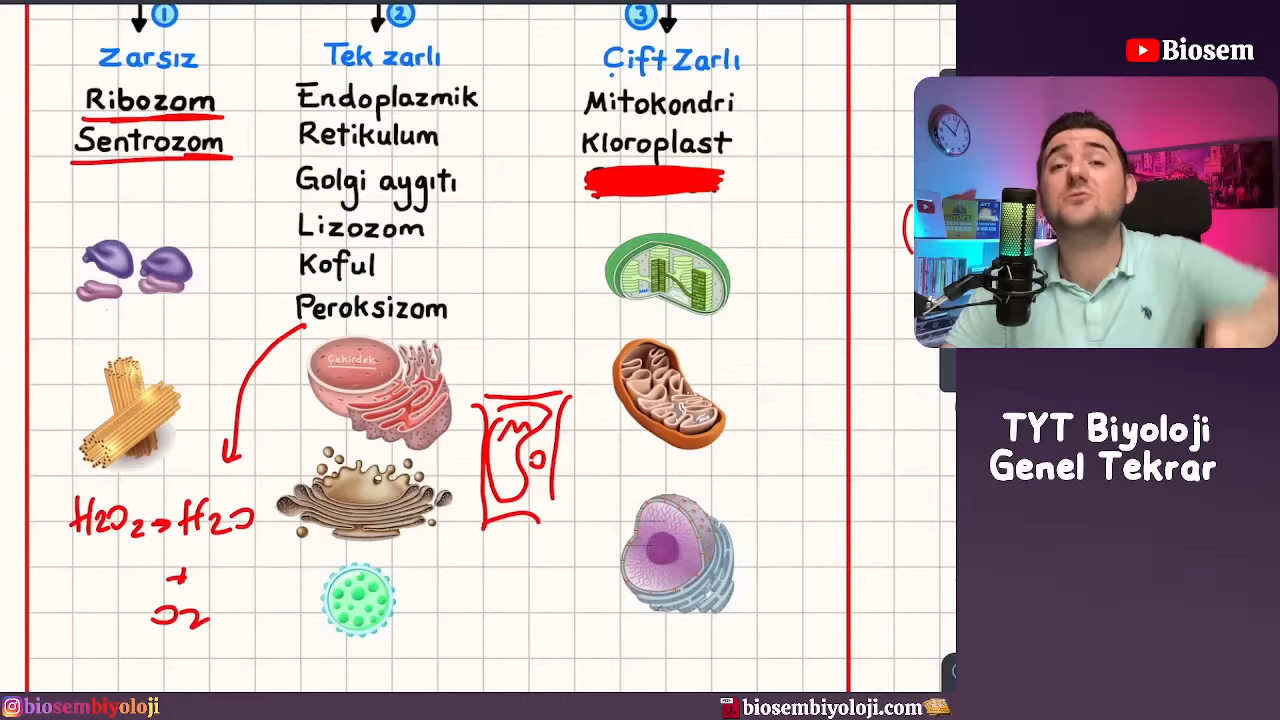 1
2
3
Zarsız
Tek zarlı
Çift Zarlı
Ribozom
Sentrozom
Endoplazmik
Retikulum
Golgi aygıtı
Lizozom
Koful
Peroksizom
Mitokondri
Kloroplast
Çekirdek
H2O2→H2O
+
O2
Biosem
TYT Biyoloji
Genel Tekrar
biosembiyoloji
biosembiyoloji.com